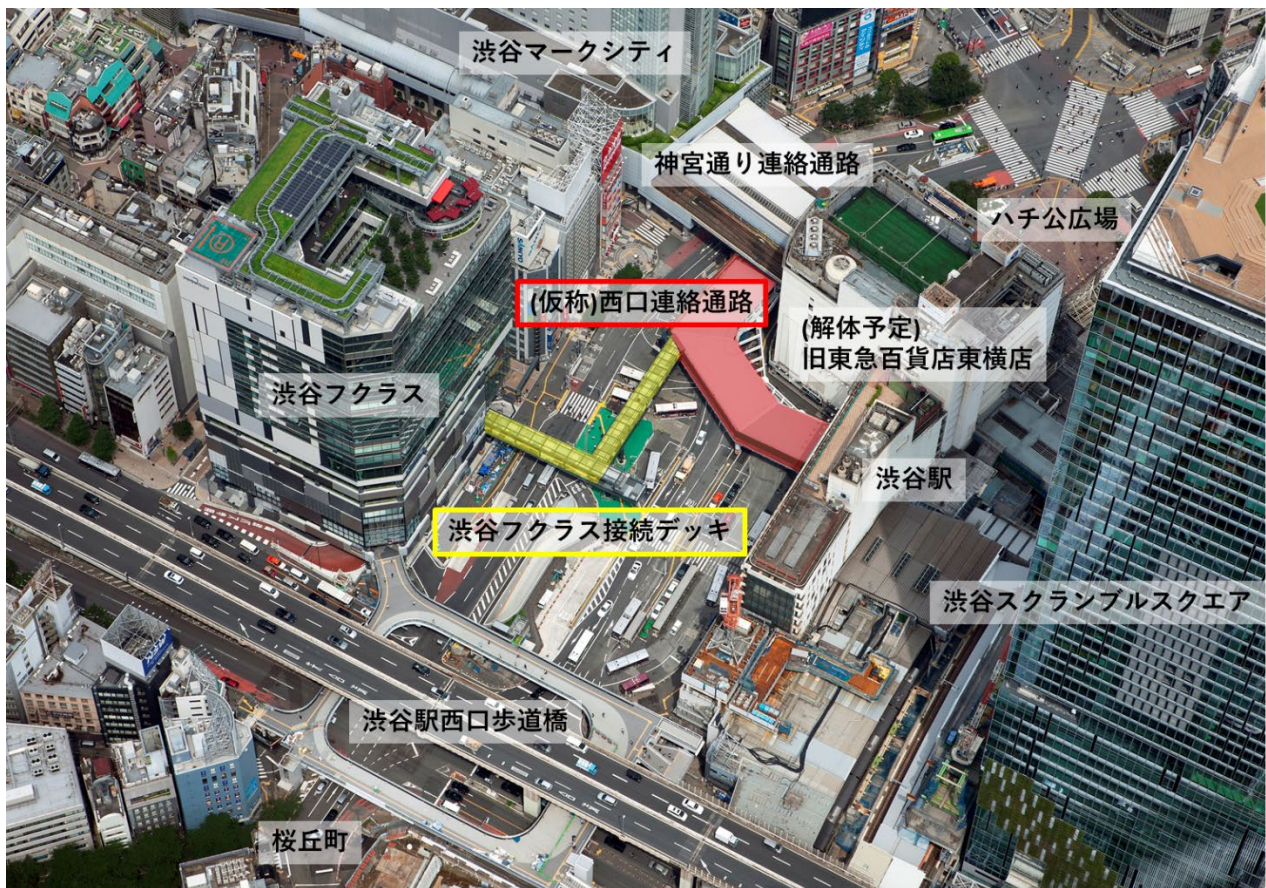 渋谷マークシティ
神宮通り連絡通路
ハチ公広場
(仮称)西口連絡通路
(解体予定)
旧東急百貨店東横店
渋谷フクラス
渋谷駅
渋谷フクラス接続デッキ
渋谷スクランブルスクエア
渋谷駅西口歩道橋
桜丘町